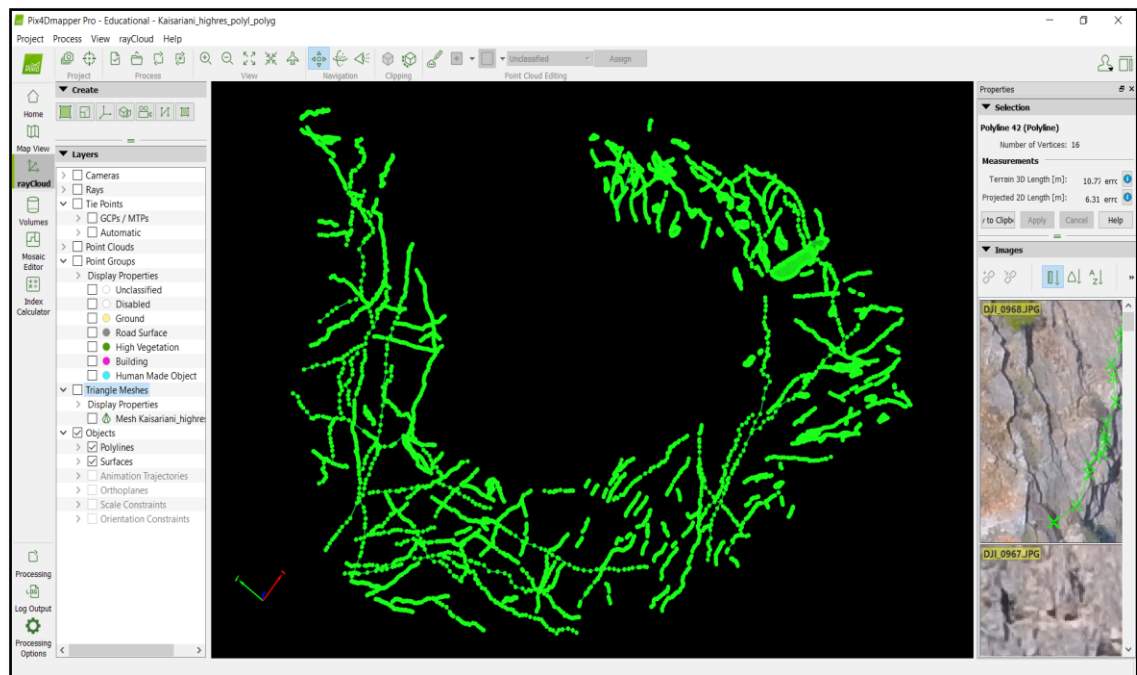 Pix4Dmapper Pro - Educational - Kaisariani_highres_polyl_polyg
Project Process View rayCloud Help
Project Process View Navigation Clipping Point Cloud Editing
Unclassified
Assign
Home
Map View
rayCloud
Volumes
Mosaic
Editor
Index
Calculator
Processing
Log Output
Processing
Options
Create
Layers
Cameras
Rays
Tie Points
GCPs / MTPs
Automatic
Point Clouds
Point Groups
Display Properties
Unclassified
Disabled
Ground
Road Surface
High Vegetation
Building
Human Made Object
Triangle Meshes
Display Properties
Mesh Kaisariani_highres
Objects
Polylines
Surfaces
Animation Trajectories
Orthoplanes
Scale Constraints
Orientation Constraints
Properties
Selection
Polyline 42 (Polyline)
Number of Vertices: 16
Measurements
Terrain 3D Length [m]: 10.77 errc
Projected 2D Length [m]: 6.31 errc
to Clipb Apply Cancel Help
Images
DJI_0968.JPG
DJI_0967.JPG